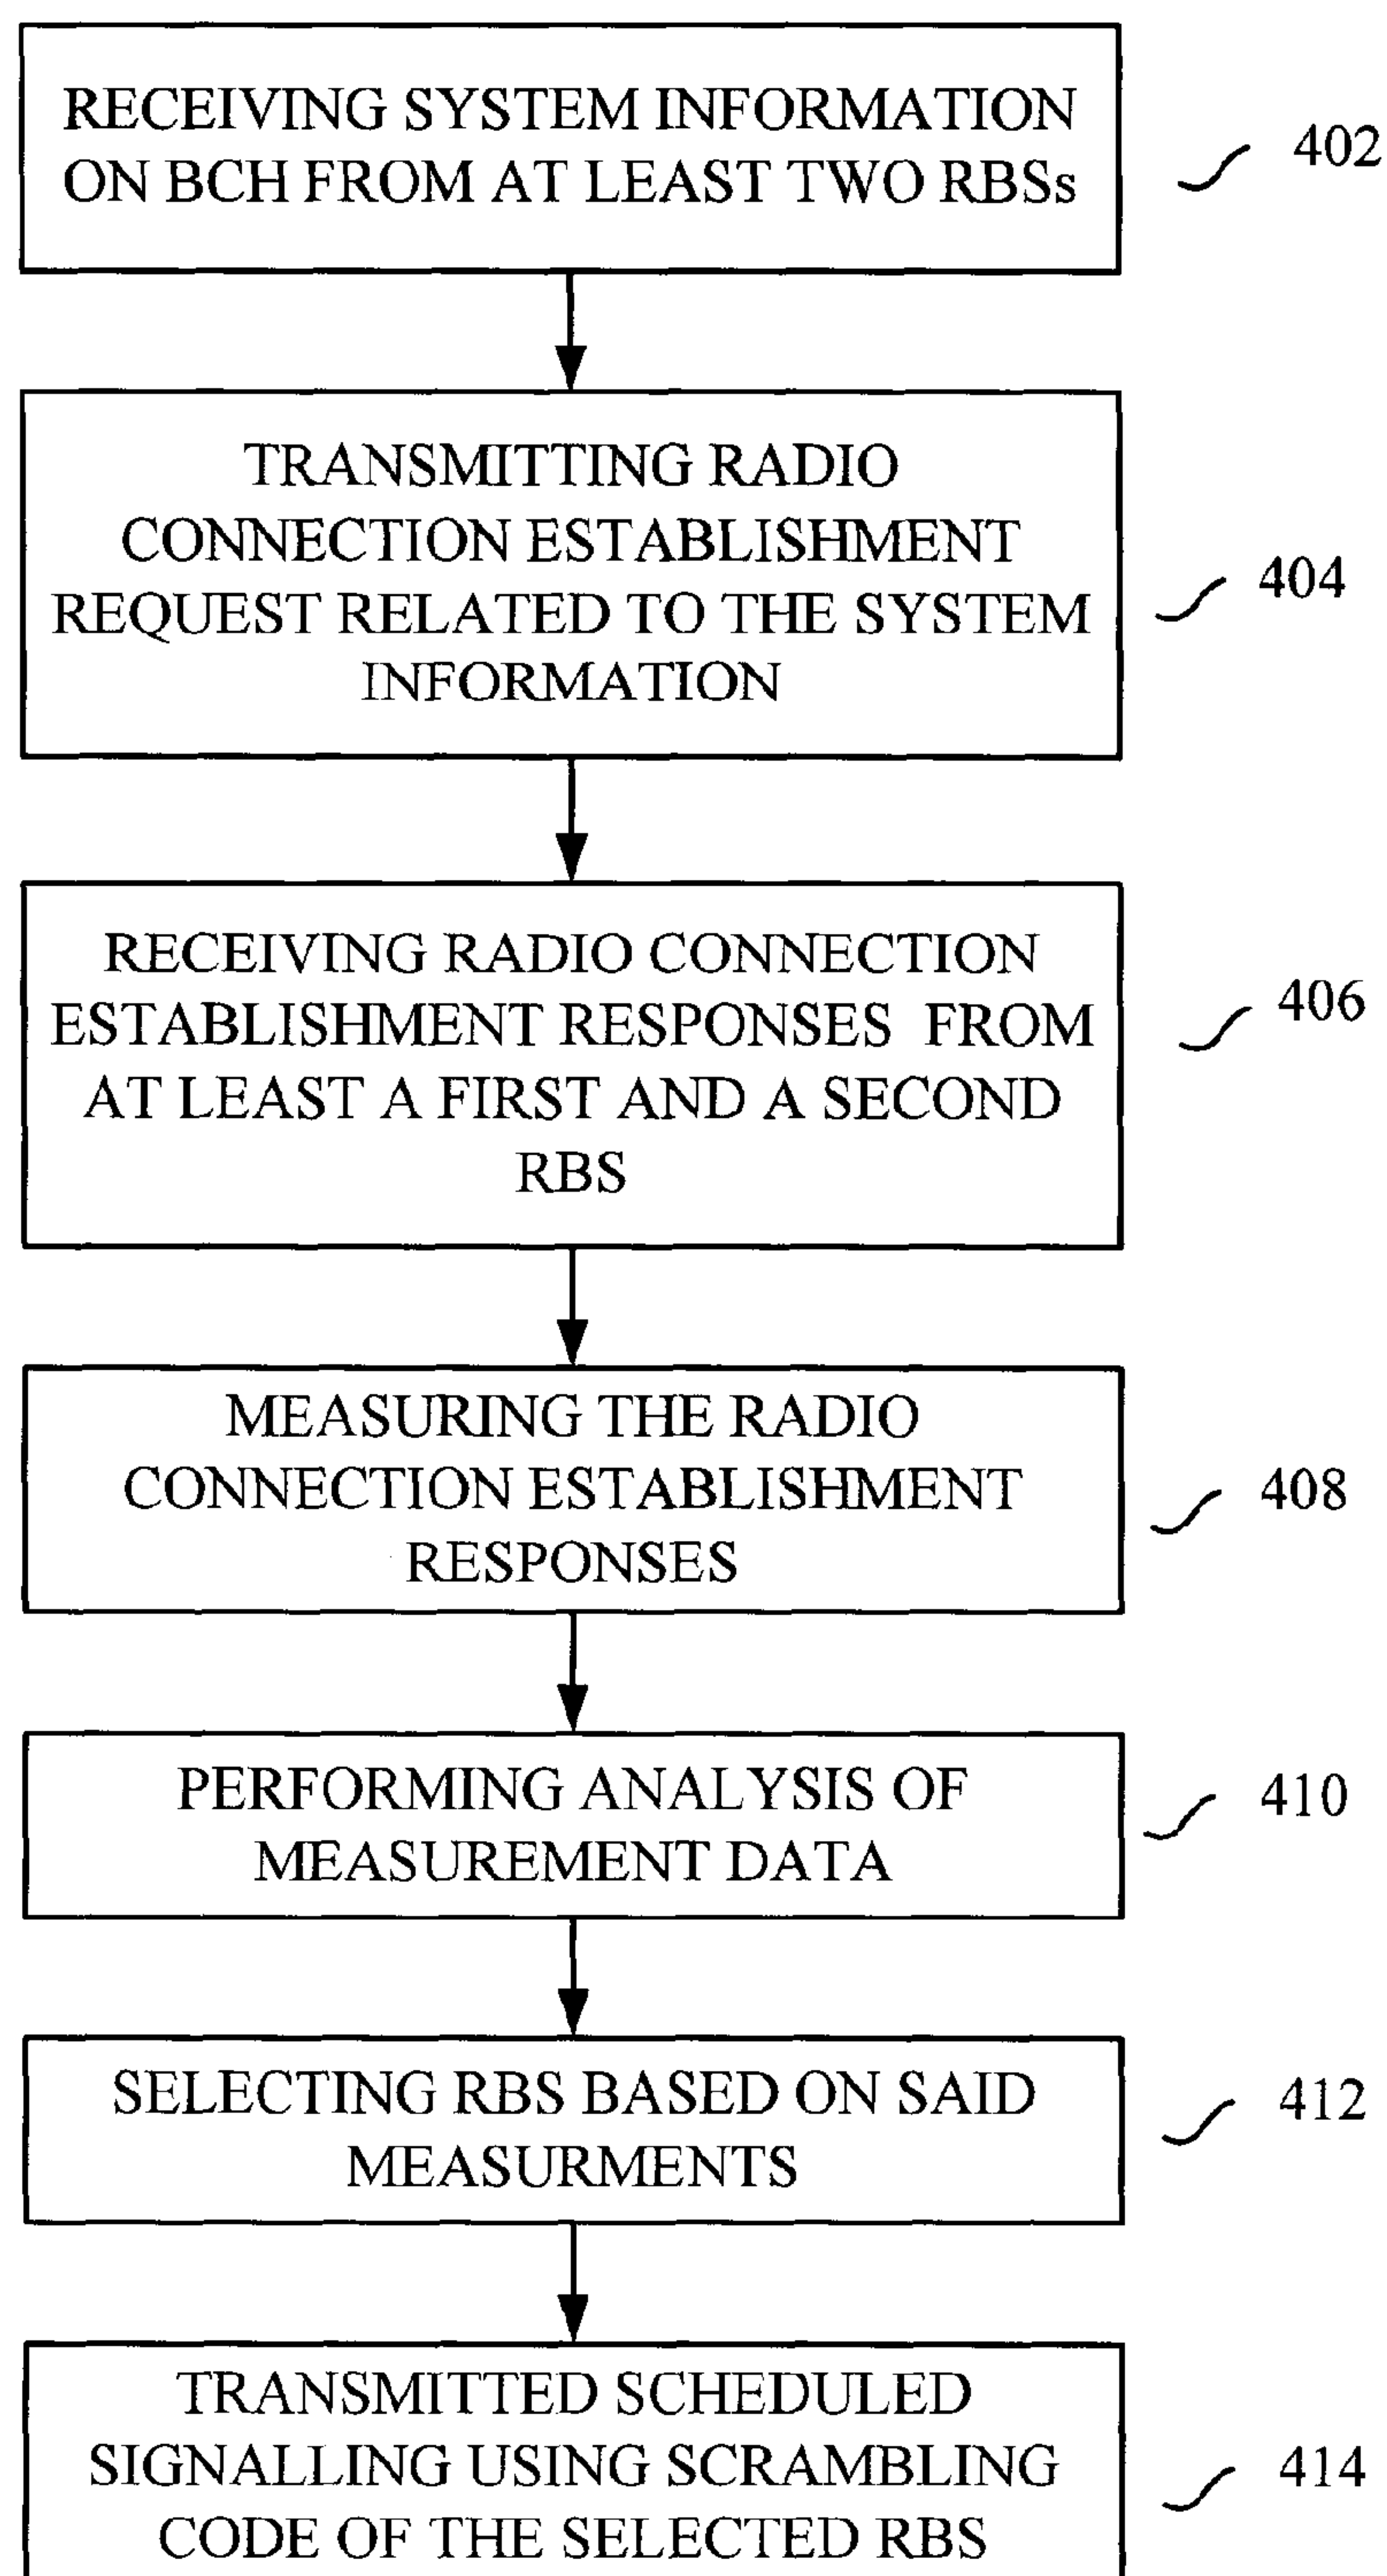 RECEIVING SYSTEM INFORMATION
ON BCH FROM AT LEAST TWO RBSs
402
TRANSMITTING RADIO
CONNECTION ESTABLISHMENT
REQUEST RELATED TO THE SYSTEM
INFORMATION
404
RECEIVING RADIO CONNECTION
ESTABLISHMENT RESPONSES FROM
AT LEAST A FIRST AND A SECOND
RBS
406
MEASURING THE RADIO
CONNECTION ESTABLISHMENT
RESPONSES
408
PERFORMING ANALYSIS OF
MEASUREMENT DATA
410
SELECTING RBS BASED ON SAID
MEASURMENTS
412
TRANSMITTED SCHEDULED
SIGNALLING USING SCRAMBLING
CODE OF THE SELECTED RBS
414